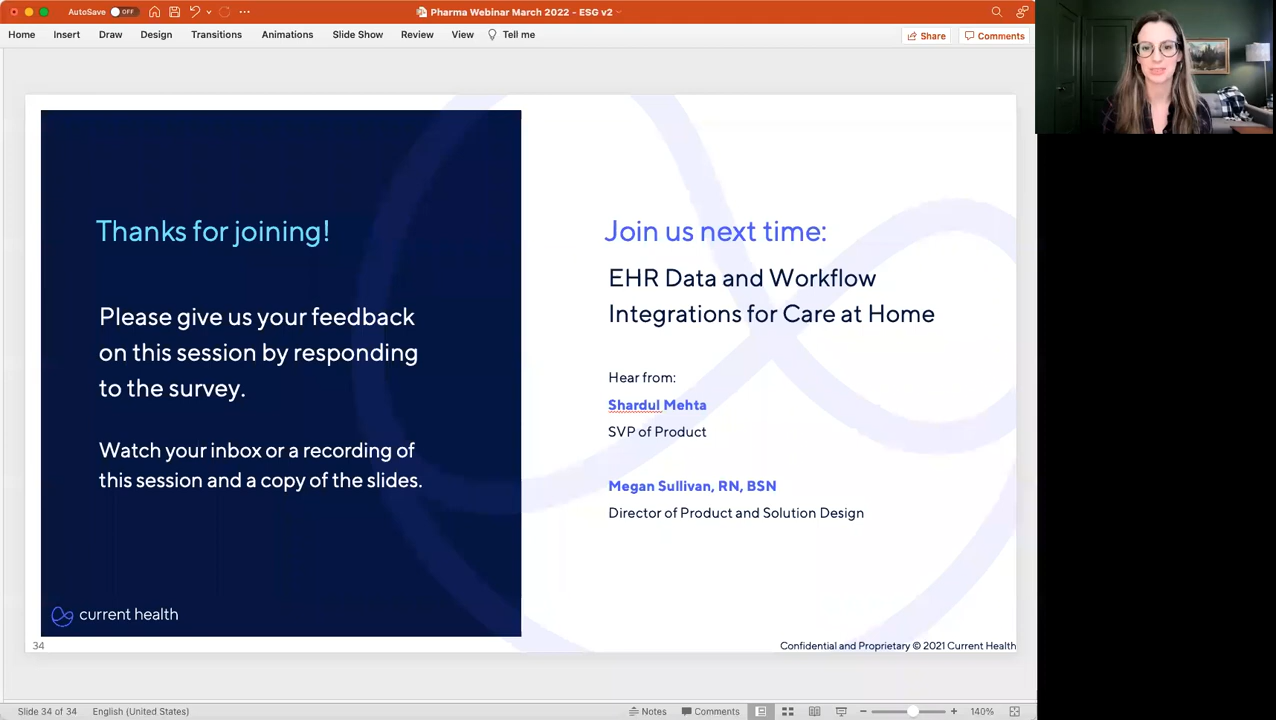 AutoSave OFF
Pharma Webinar March 2022 - ESG v2
Home Insert Draw Design Transitions Animations Slide Show Review View Tell me
Share Comments
Thanks for joining!
Please give us your feedback
on this session by responding
to the survey.
Watch your inbox or a recording of
this session and a copy of the slides.
current health
34
Join us next time:
EHR Data and Workflow
Integrations for Care at Home
Hear from:
Shardul Mehta
SVP of Product
Megan Sullivan, RN, BSN
Director of Product and Solution Design
Confidential and Proprietary © 2021 Current Health
Slide 34 of 34 English (United States) Notes Comments 140%